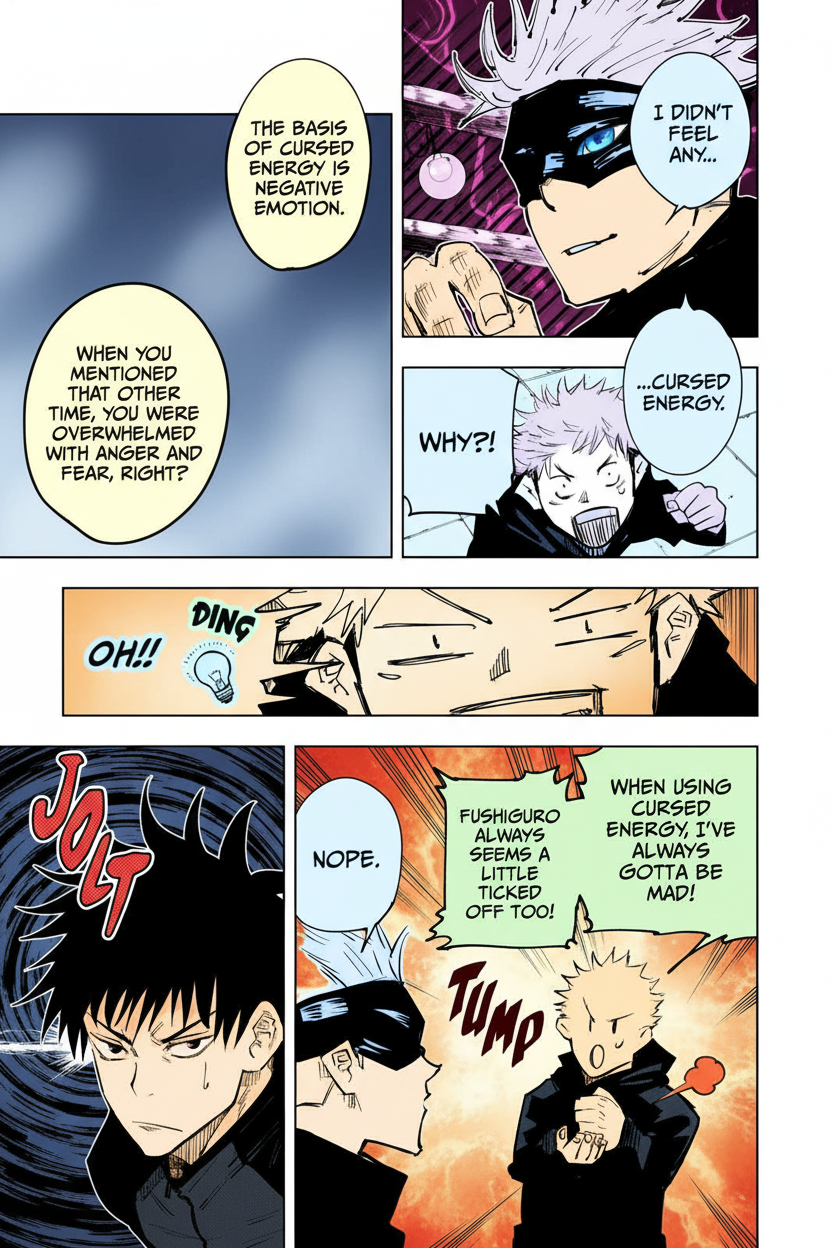 I DIDN'T
FEEL
ANY...
...CURSED
ENERGY.
WHY?!
THE BASIS
OF CURSED
ENERGY IS
NEGATIVE
EMOTION.
WHEN YOU
MENTIONED
THAT OTHER
TIME, YOU WERE
OVERWHELMED
WITH ANGER AND
FEAR, RIGHT?
DING
OH!!
WHEN USING
CURSED
ENERGY, I'VE
ALWAYS
GOTTA BE
MAD!
FUSHIGURO
ALWAYS
SEEMS A
LITTLE
TICKED
OFF TOO!
NOPE.
TUMP
JOLT